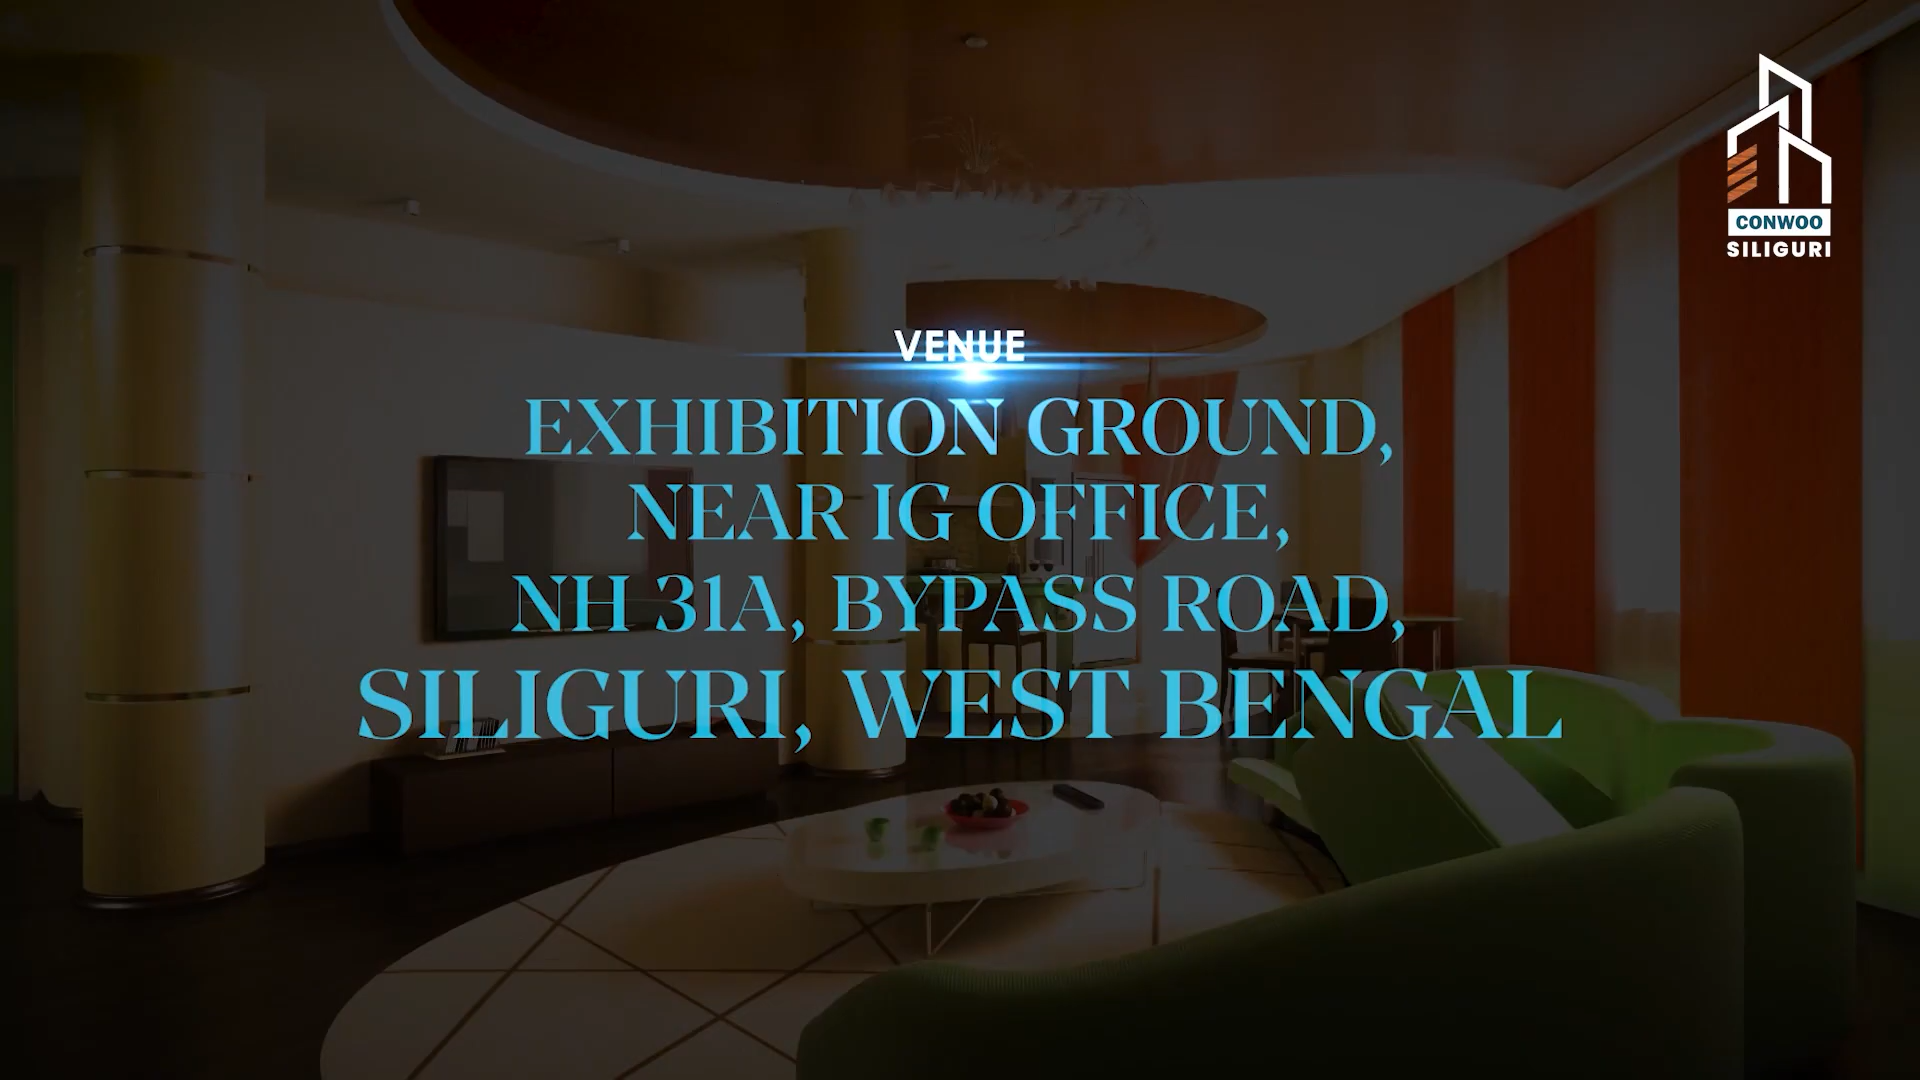 CONWOO
SILIGURI
VENUE
EXHIBITION GROUND,
NEAR IG OFFICE,
NH 31A, BYPASS ROAD,
SILIGURI, WEST BENGAL